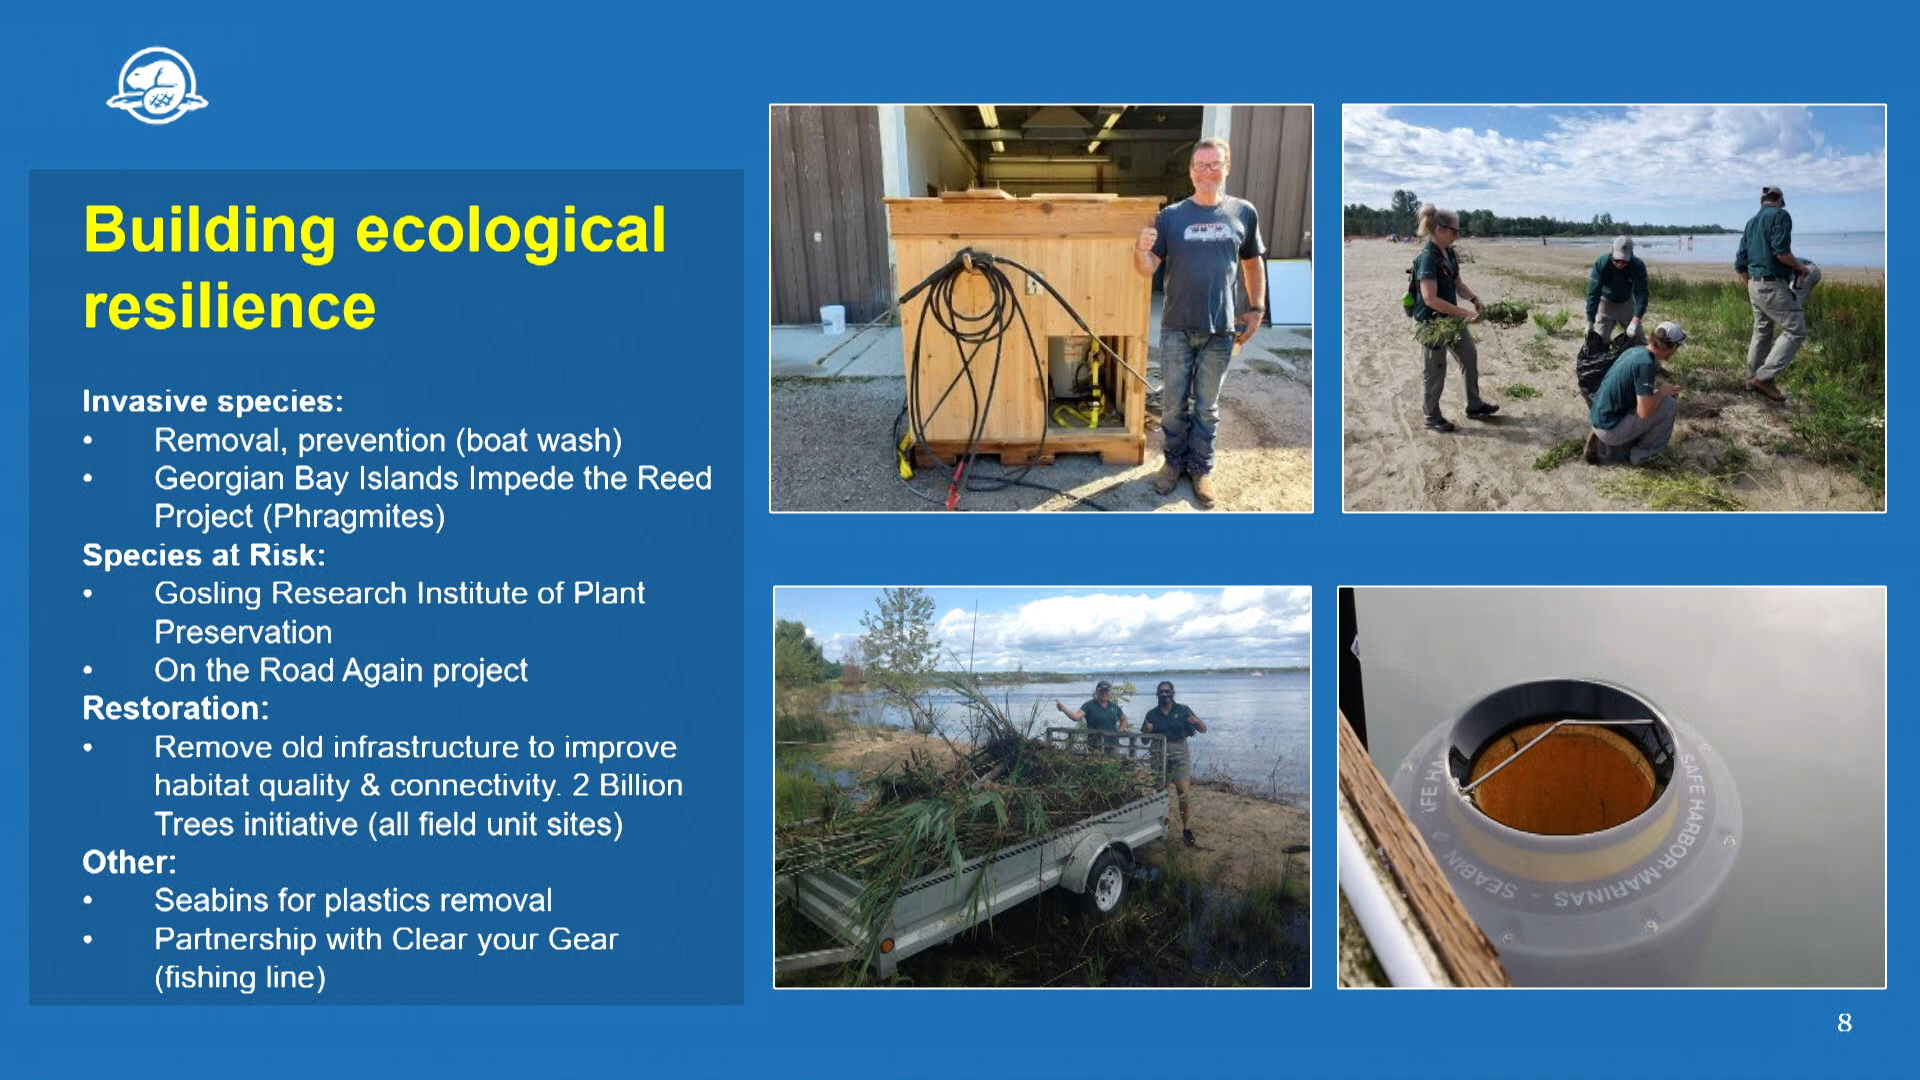 Building ecological
resilience
Invasive species:
• Removal, prevention (boat wash)
• Georgian Bay Islands Impede the Reed
Project (Phragmites)
Species at Risk:
• Gosling Research Institute of Plant
Preservation
• On the Road Again project
Restoration:
• Remove old infrastructure to improve
habitat quality & connectivity. 2 Billion
Trees initiative (all field unit sites)
Other:
• Seabins for plastics removal
• Partnership with Clear your Gear
(fishing line)
SAFE HARBOR MARINAS - SEABIN
8